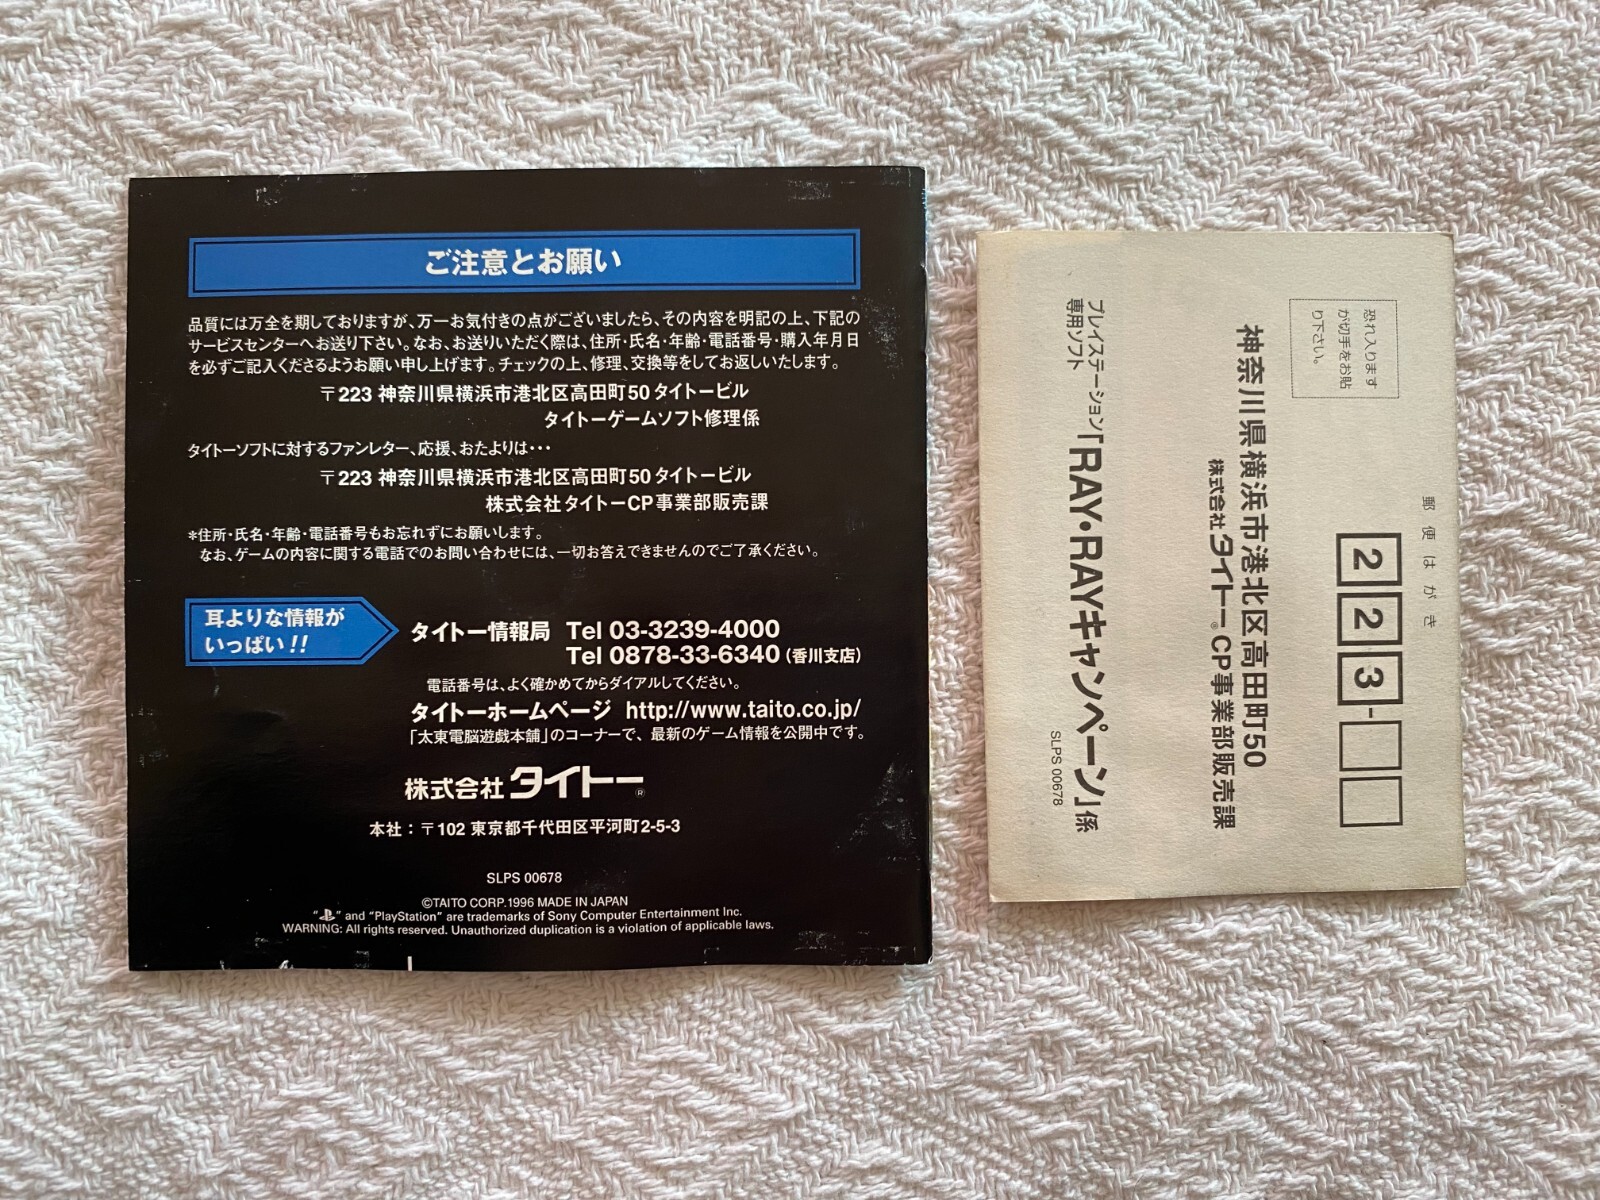 ご注意とお願い
品質には万全を期しておりますが、万一お気付きの点がございましたら、その内容を明記の上、下記の
サービスセンターへお送り下さい。なお、お送りいただく際は、住所・氏名・年齢・電話番号・購入年月日
を必ずご記入くださるようお願い申し上げます。チェックの上、修理、交換等をしてお返しいたします。
〒223 神奈川県横浜市港北区高田町50 タイトービル
タイトーゲームソフト修理係
タイトーソフトに対するファンレター、応援、おたよりは・・・
〒223 神奈川県横浜市港北区高田町50 タイトービル
株式会社タイトーCP事業部販売課
*住所・氏名・年齢・電話番号もお忘れずにお願いします。
なお、ゲームの内容に関する電話でのお問い合わせには、一切お答えできませんのでご了承ください。
耳よりな情報が
いっぱい!!
タイトー情報局 Tel 03-3239-4000
Tel 0878-33-6340 (香川支店)
電話番号は、よく確かめてからダイアルしてください。
タイトーホームページ http://www.taito.co.jp/
「太東電脳遊戯本舗」のコーナーで、最新のゲーム情報を公開中です。
株式会社 タイトー®
本社：〒102 東京都千代田区平河町2-5-3
SLPS 00678
©TAITO CORP.1996 MADE IN JAPAN
“ ” and “PlayStation” are trademarks of Sony Computer Entertainment Inc.
WARNING: All rights reserved. Unauthorized duplication is a violation of applicable laws.
郵便はがき
223-
恐れ入ります
が切手をお貼
り下さい。
神奈川県横浜市港北区高田町50
株式会社タイトー®CP事業部販売課
プレイステーション
専用ソフト
「RAY・RAYキャンペーン」係
SLPS 00678